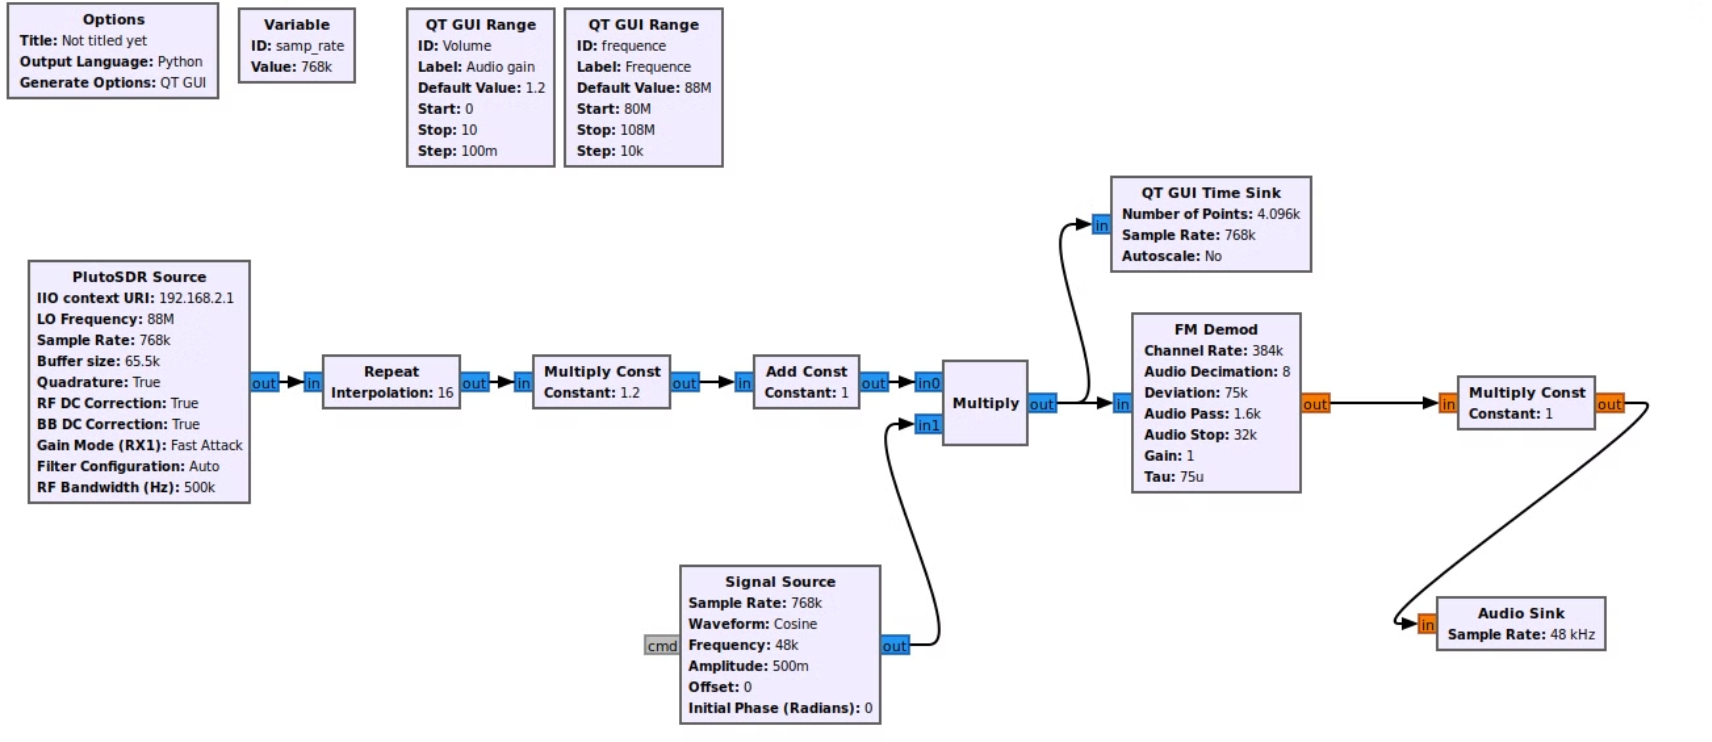 Options
Title: Not titled yet
Output Language: Python
Generate Options: QT GUI
Variable
ID: samp_rate
Value: 768k
QT GUI Range
ID: Volume
Label: Audio gain
Default Value: 1.2
Start: 0
Stop: 10
Step: 100m
QT GUI Range
ID: frequence
Label: Frequence
Default Value: 88M
Start: 80M
Stop: 108M
Step: 10k
QT GUI Time Sink
Number of Points: 4.096k
Sample Rate: 768k
Autoscale: No
in
PlutoSDR Source
IIO context URI: 192.168.2.1
LO Frequency: 88M
Sample Rate: 768k
Buffer size: 65.5k
Quadrature: True
RF DC Correction: True
BB DC Correction: True
Gain Mode (RX1): Fast Attack
Filter Configuration: Auto
RF Bandwidth (Hz): 500k
out
in
Repeat
Interpolation: 16
out
in
Multiply Const
Constant: 1.2
out
in
Add Const
Constant: 1
out
in0
in1
Multiply
out
in
FM Demod
Channel Rate: 384k
Audio Decimation: 8
Deviation: 75k
Audio Pass: 1.6k
Audio Stop: 32k
Gain: 1
Tau: 75u
out
in
Multiply Const
Constant: 1
out
cmd
Signal Source
Sample Rate: 768k
Waveform: Cosine
Frequency: 48k
Amplitude: 500m
Offset: 0
Initial Phase (Radians): 0
out
in
Audio Sink
Sample Rate: 48 kHz